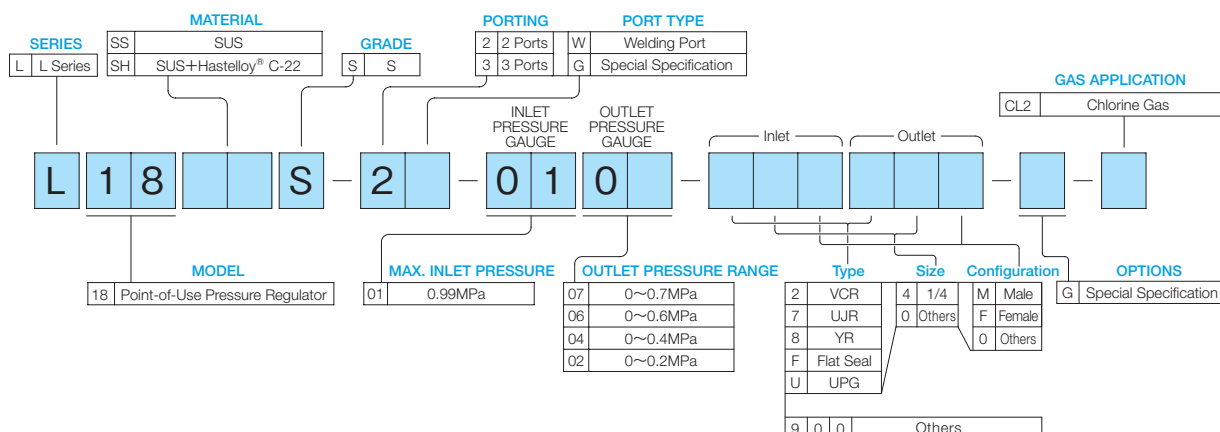 MATERIAL
PORTING
PORT TYPE
SERIES
SS SUS
GRADE
2 2 Ports
W Welding Port
L L Series
SH SUS+Hastelloy® C-22
S S
3 3 Ports
G Special Specification
GAS APPLICATION
CL2 Chlorine Gas
INLET
PRESSURE
GAUGE
OUTLET
PRESSURE
GAUGE
Inlet
Outlet
L 1 8 S – 2 – 0 1 0 – – –
MODEL
18 Point-of-Use Pressure Regulator
MAX. INLET PRESSURE
01 0.99MPa
OUTLET PRESSURE RANGE
07 0~0.7MPa
06 0~0.6MPa
04 0~0.4MPa
02 0~0.2MPa
Type
2 VCR
7 UJR
8 YR
F Flat Seal
U UPG
9 0 0 Others
Size
4 1/4
0 Others
Configuration
M Male
F Female
0 Others
OPTIONS
G Special Specification